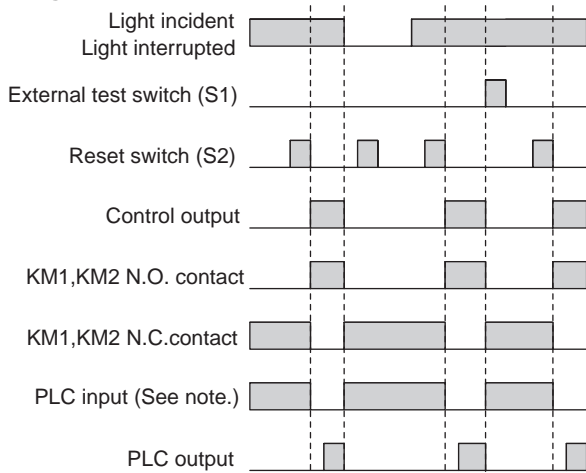 Light incident
Light interrupted
External test switch (S1)
Reset switch (S2)
Control output
KM1,KM2 N.O. contact
KM1,KM2 N.C.contact
PLC input (See note.)
PLC output